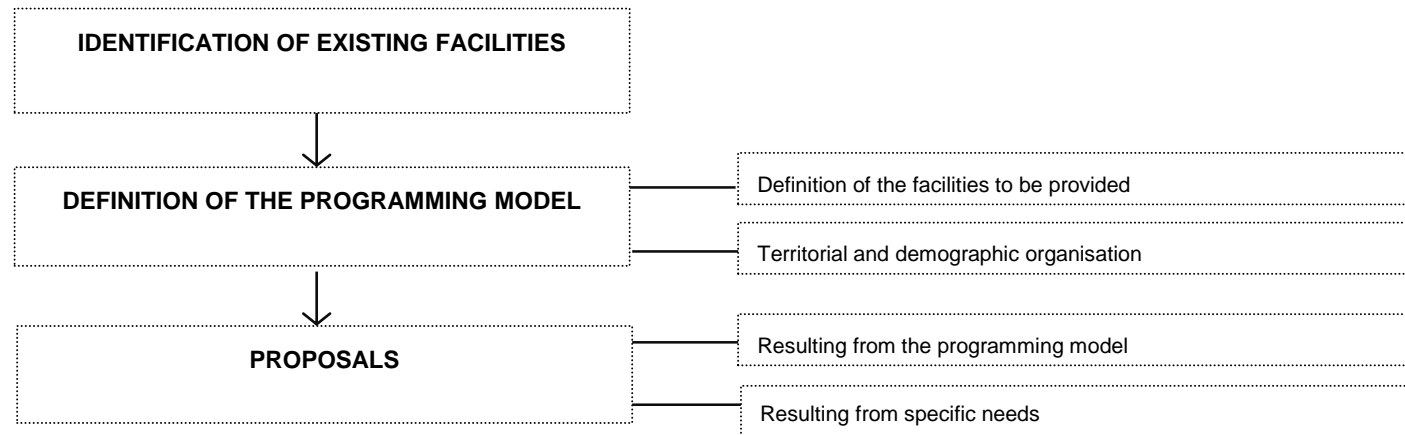 IDENTIFICATION OF EXISTING FACILITIES
DEFINITION OF THE PROGRAMMING MODEL
Definition of the facilities to be provided
Territorial and demographic organisation
PROPOSALS
Resulting from the programming model
Resulting from specific needs